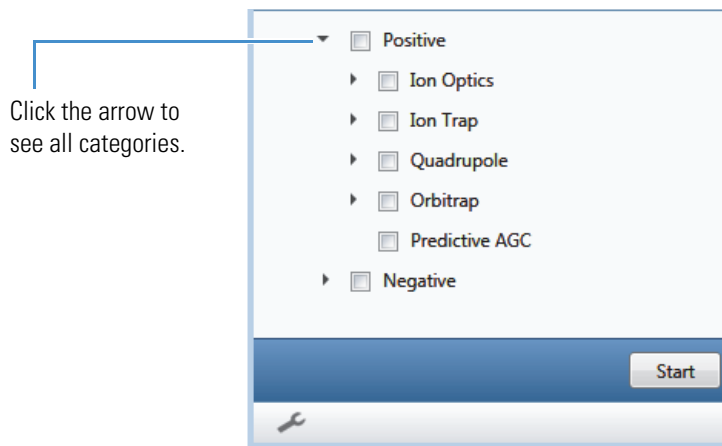 Click the arrow to
see all categories.
Positive
Ion Optics
Ion Trap
Quadrupole
Orbitrap
Predictive AGC
Negative
Start